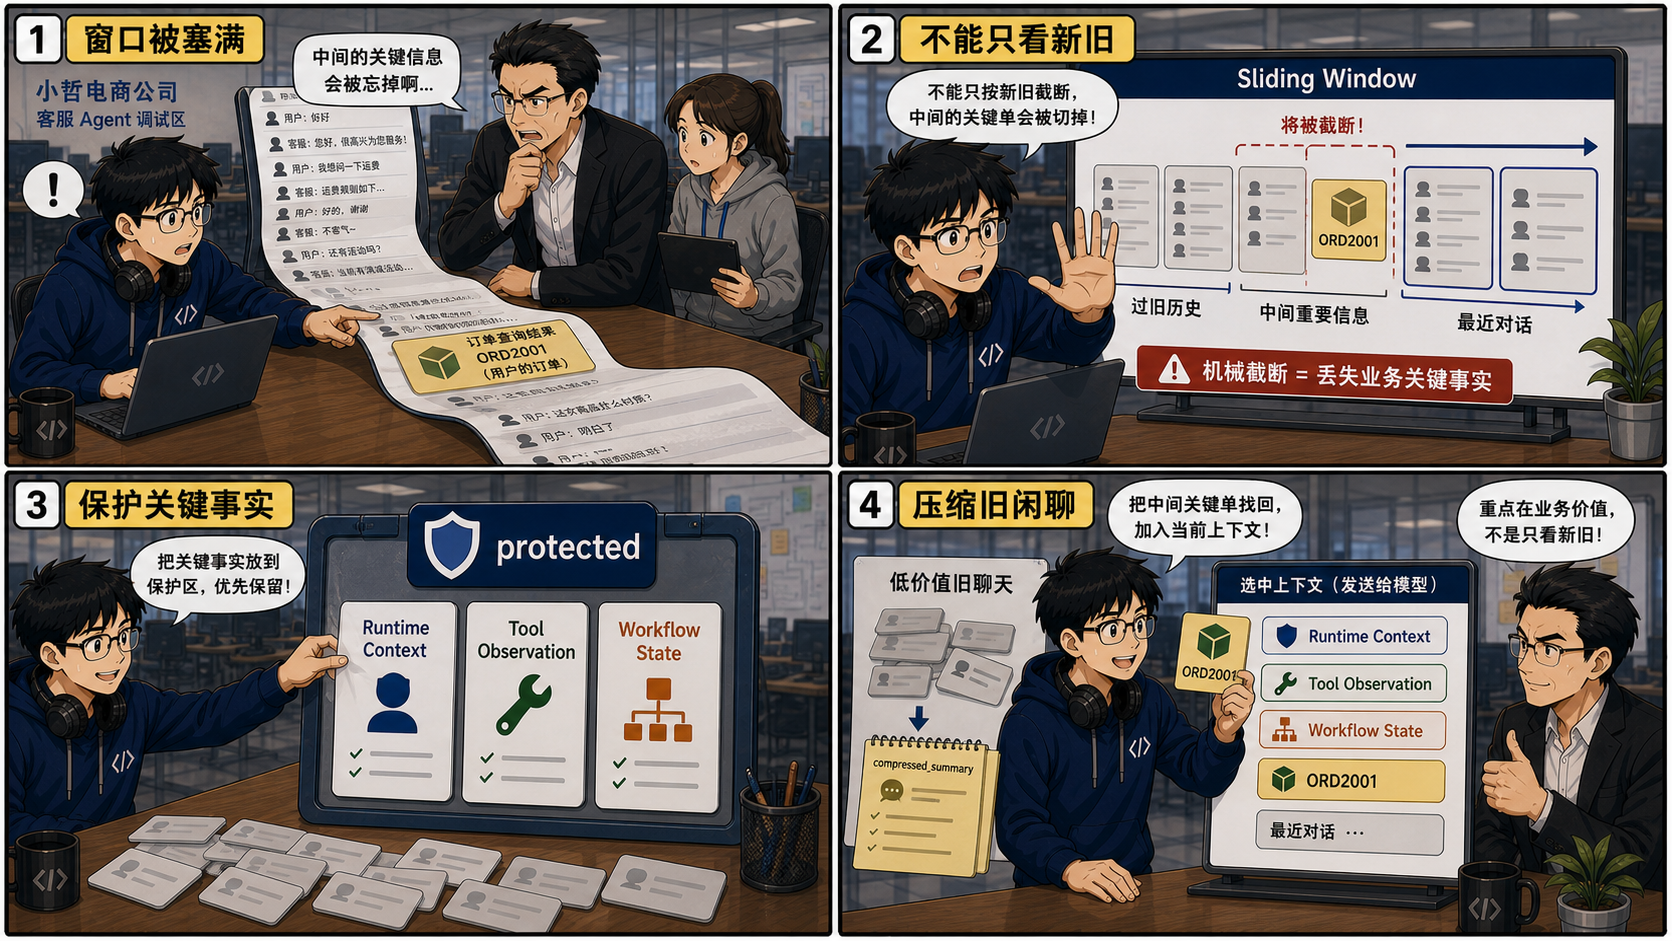 1 窗口被塞满
小哲电商公司
客服 Agent 调试区
中间的关键信息
会被忘掉啊...
!
用户：你好
客服：您好，很高兴为您服务！
用户：我想问一下运费
客服：运费规则如下...
用户：好的，谢谢
客服：不客气~
用户：还有活动吗？
订单查询结果
ORD2001
（用户的订单）
用户：明白了
</>
2 不能只看新旧
不能只按新旧截断，
中间的关键单会被切掉！
Sliding Window
将被截断！
ORD2001
过旧历史
中间重要信息
最近对话
! 机械截断 = 丢失业务关键事实
</>
</>
</>
3 保护关键事实
把关键事实放到
保护区，优先保留！
protected
Runtime
Context
Tool
Observation
Workflow
State
</>
</>
4 压缩旧闲聊
把中间关键单找回，
加入当前上下文！
重点在业务价值，
不是只看新旧！
低价值旧聊天
compressed_summary
ORD2001
</>
选中上下文（发送给模型）
Runtime Context
Tool Observation
Workflow State
ORD2001
最近对话 ...
</>